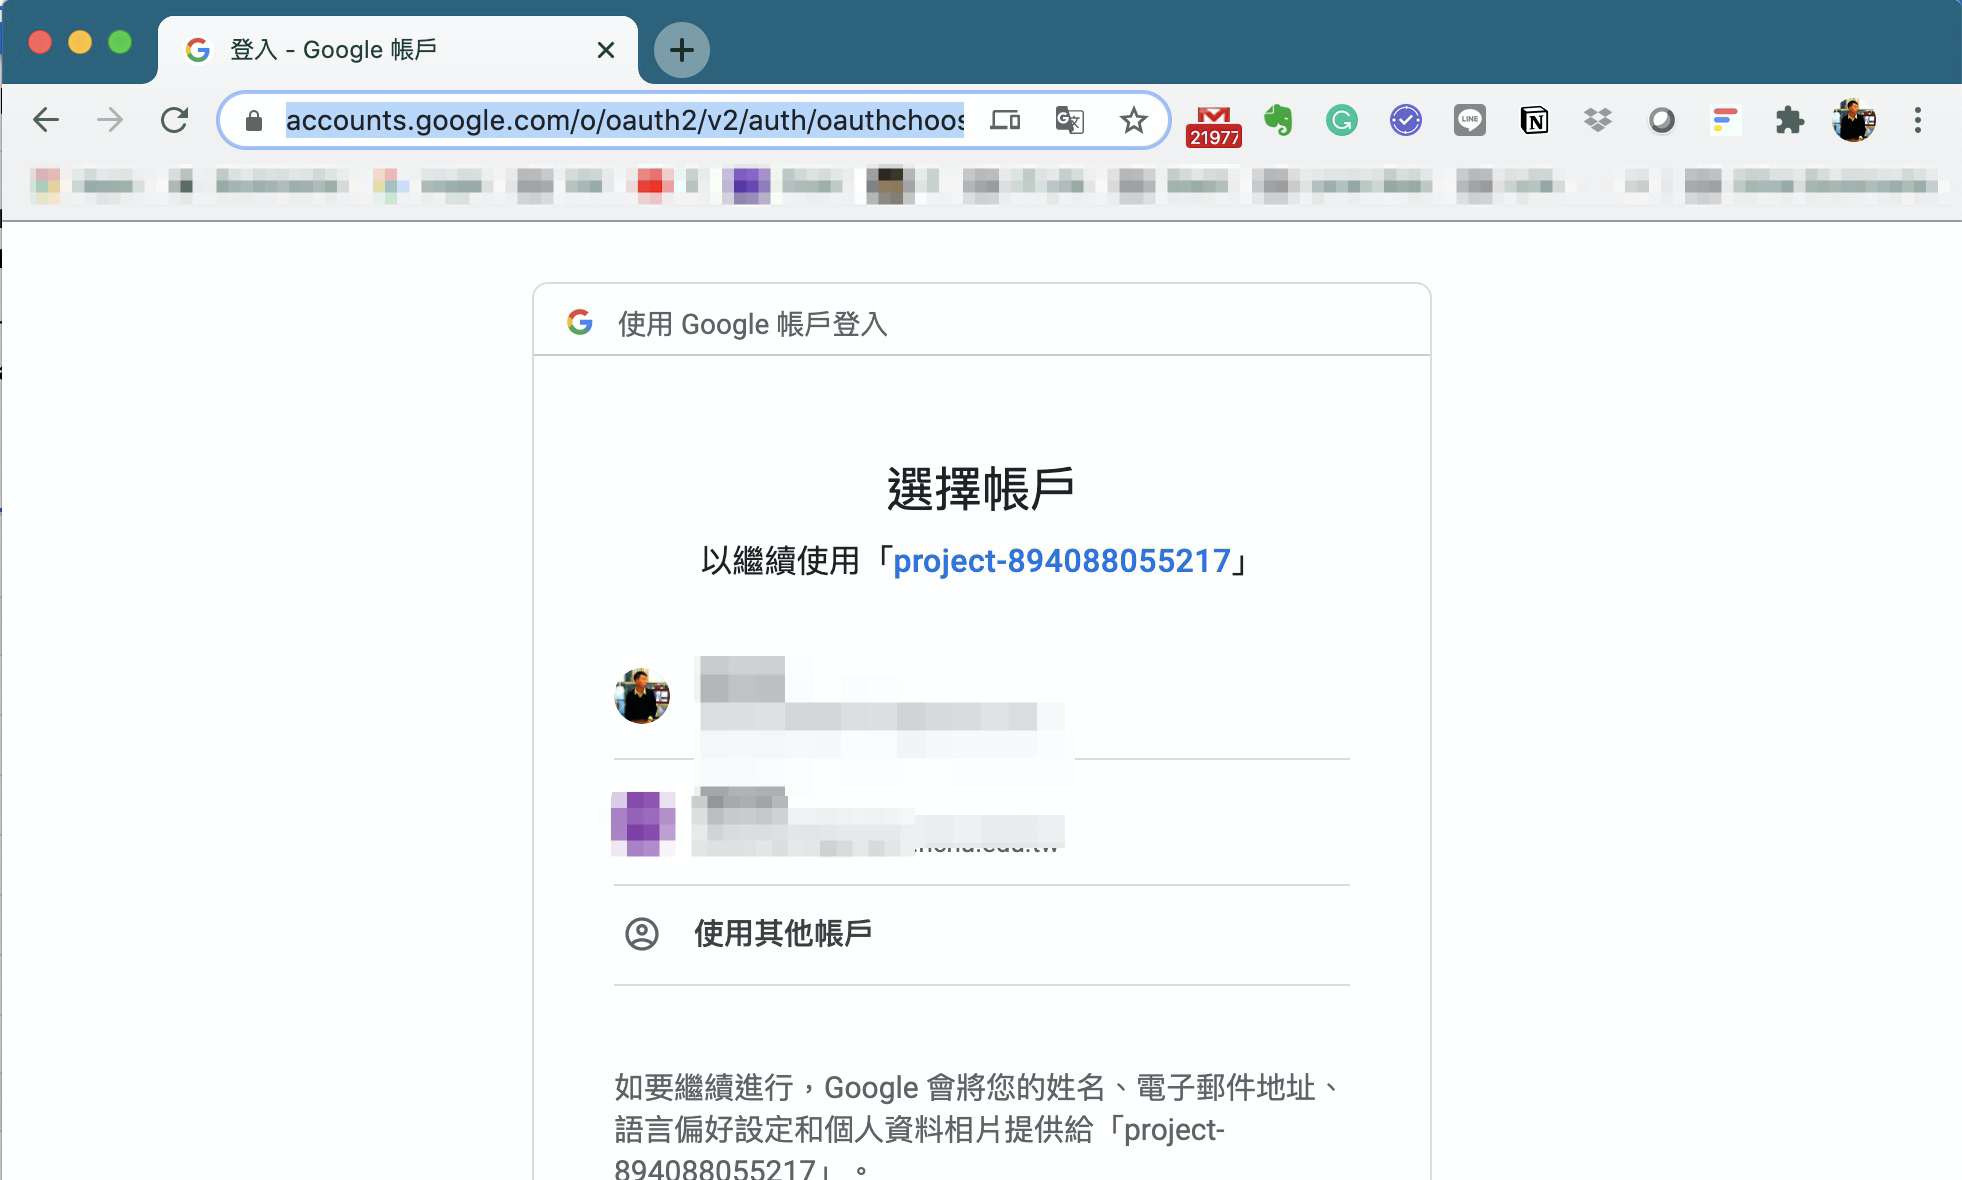 登入 - Google 帳戶
accounts.google.com/o/oauth2/v2/auth/oauthchoos
21977
LINE
使用 Google 帳戶登入
選擇帳戶
以繼續使用「project-894088055217」
使用其他帳戶
如要繼續進行，Google 會將您的姓名、電子郵件地址、
語言偏好設定和個人資料相片提供給「project-
894088055217」。